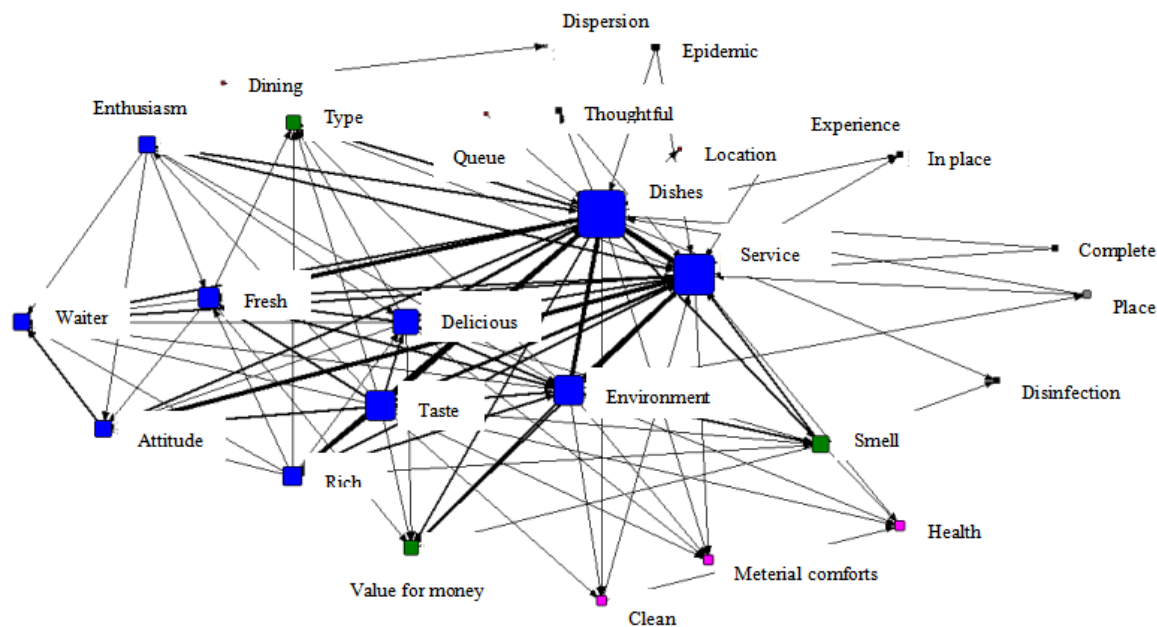 Dispersion
Epidemic
Dining
Enthusiasm
Type
Thoughtful
Experience
Queue
Location
In place
Dishes
Service
Complete
Fresh
Place
Waiter
Delicious
Disinfection
Environment
Taste
Attitude
Smell
Rich
Health
Meterial comforts
Value for money
Clean